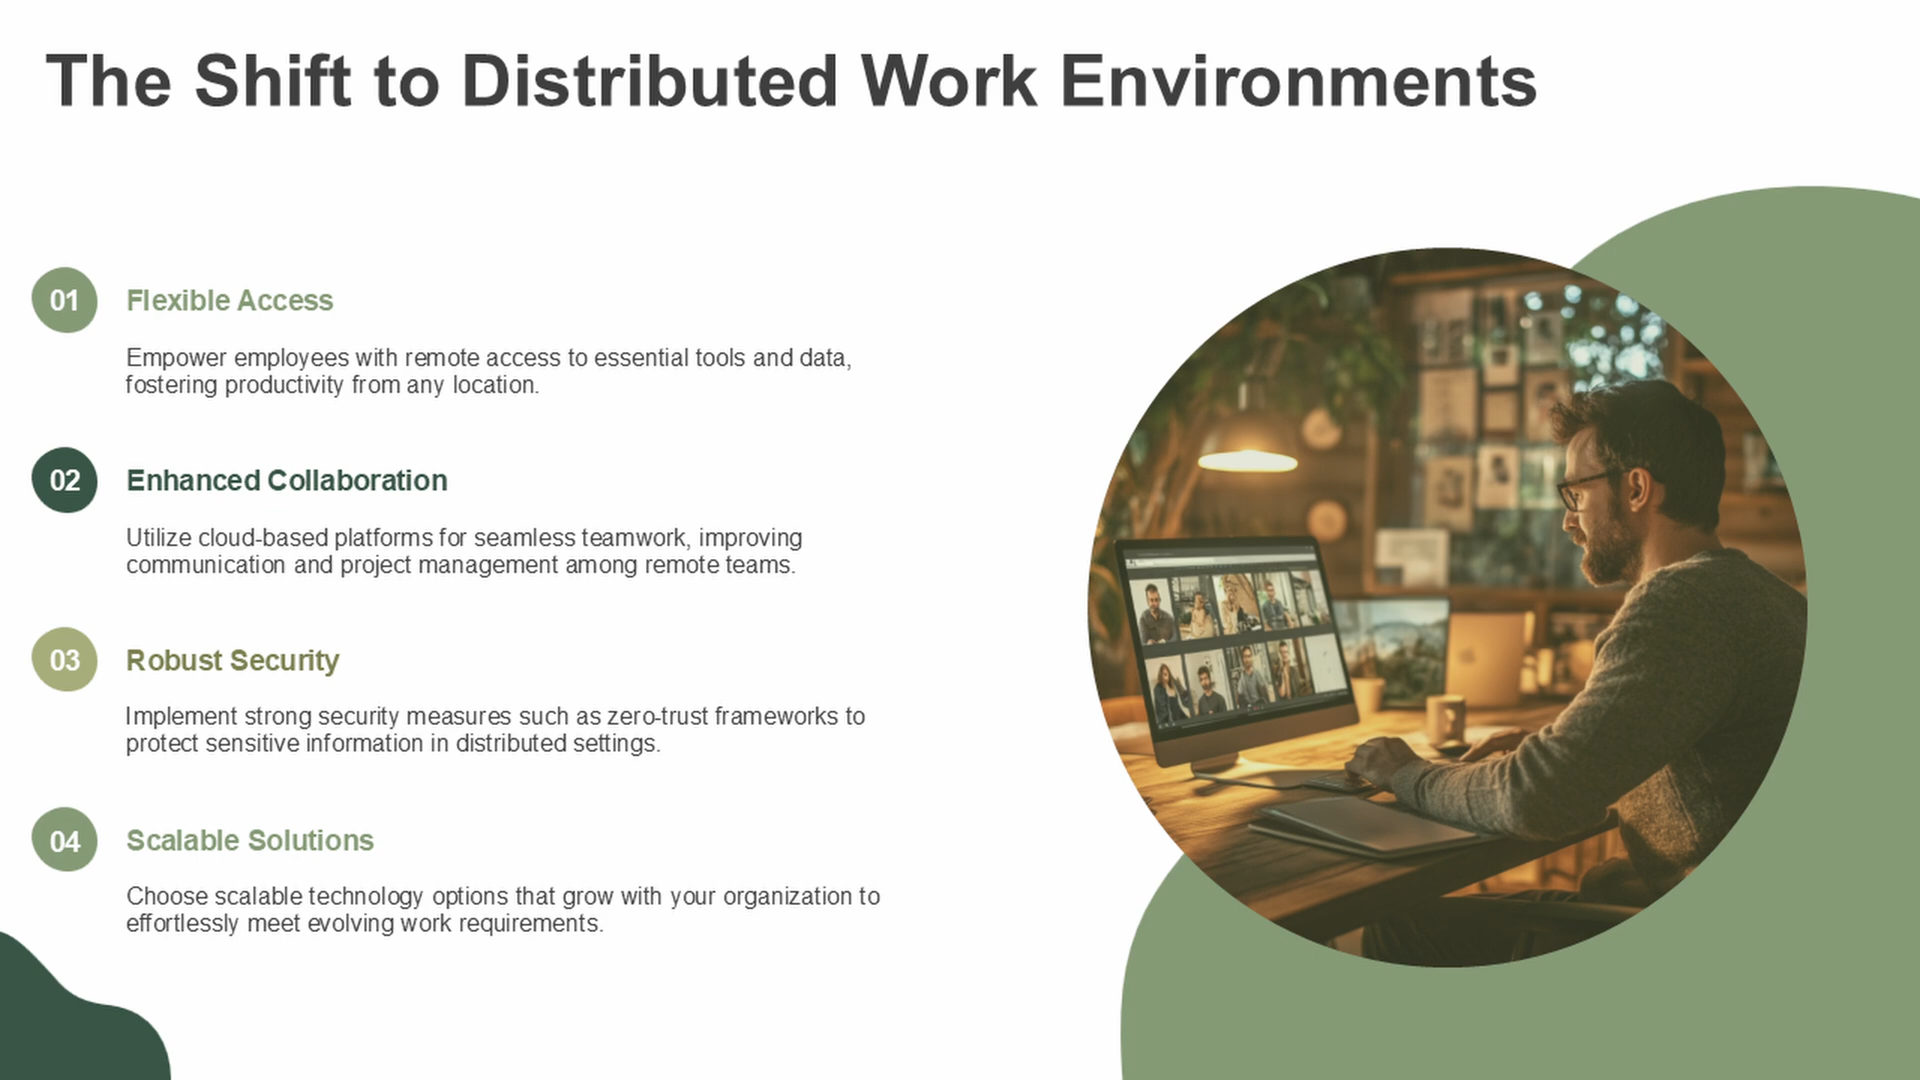 The Shift to Distributed Work Environments
01
Flexible Access
Empower employees with remote access to essential tools and data,
fostering productivity from any location.
02
Enhanced Collaboration
Utilize cloud-based platforms for seamless teamwork, improving
communication and project management among remote teams.
03
Robust Security
Implement strong security measures such as zero-trust frameworks to
protect sensitive information in distributed settings.
04
Scalable Solutions
Choose scalable technology options that grow with your organization to
effortlessly meet evolving work requirements.